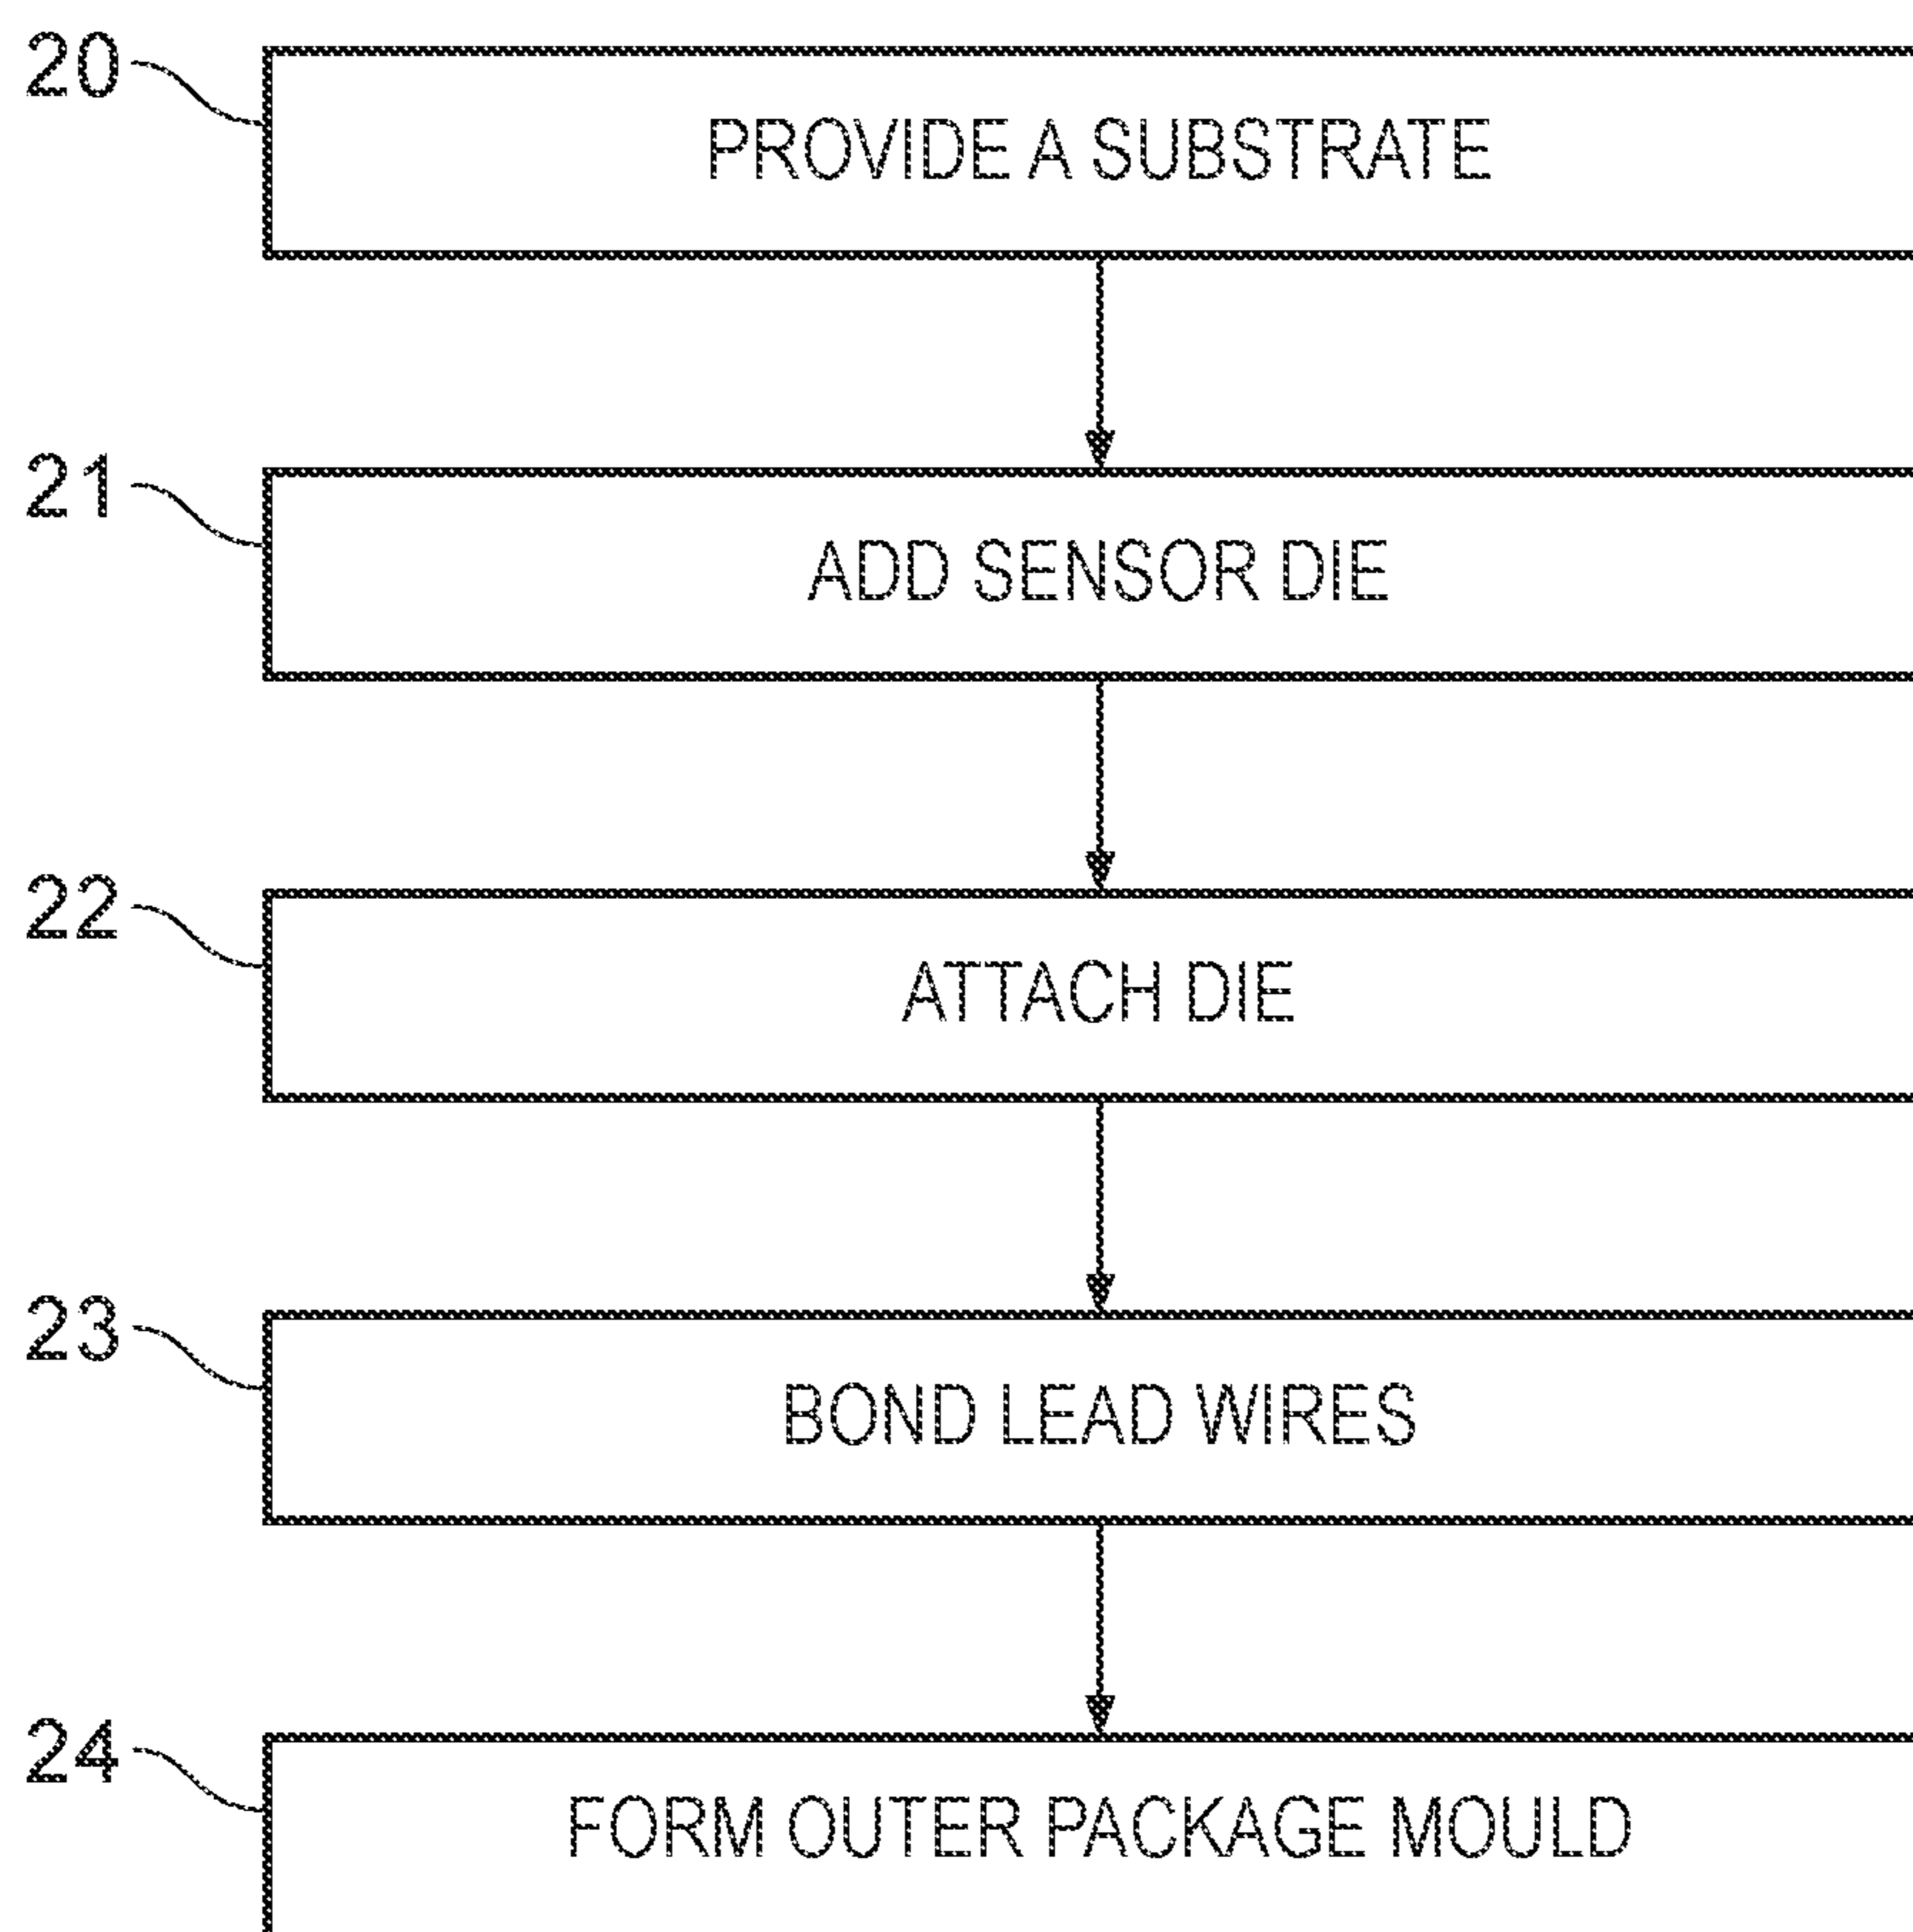 20
PROVIDE A SUBSTRATE
21
ADD SENSOR DIE
22
ATTACH DIE
23
BOND LEAD WIRES
24
FORM OUTER PACKAGE MOULD